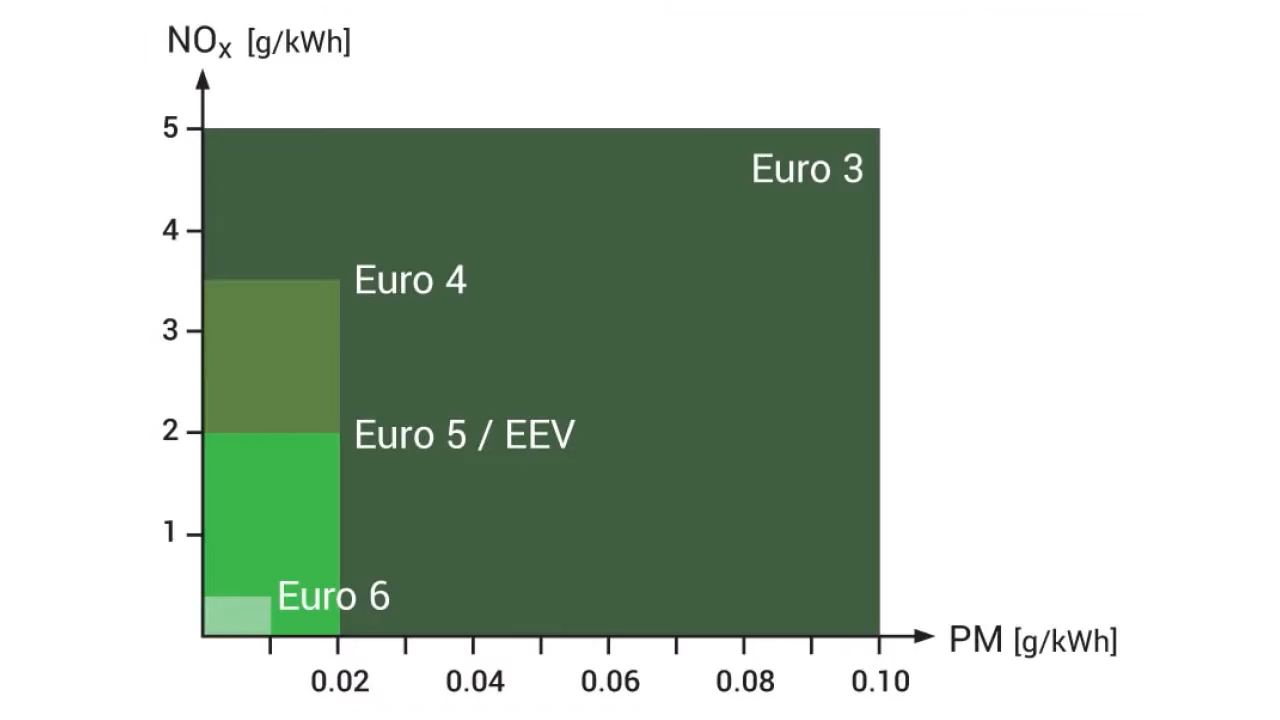 NOₓ [g/kWh]
5
Euro 3
4
Euro 4
3
2
Euro 5 / EEV
1
Euro 6
PM [g/kWh]
0.02 0.04 0.06 0.08 0.10